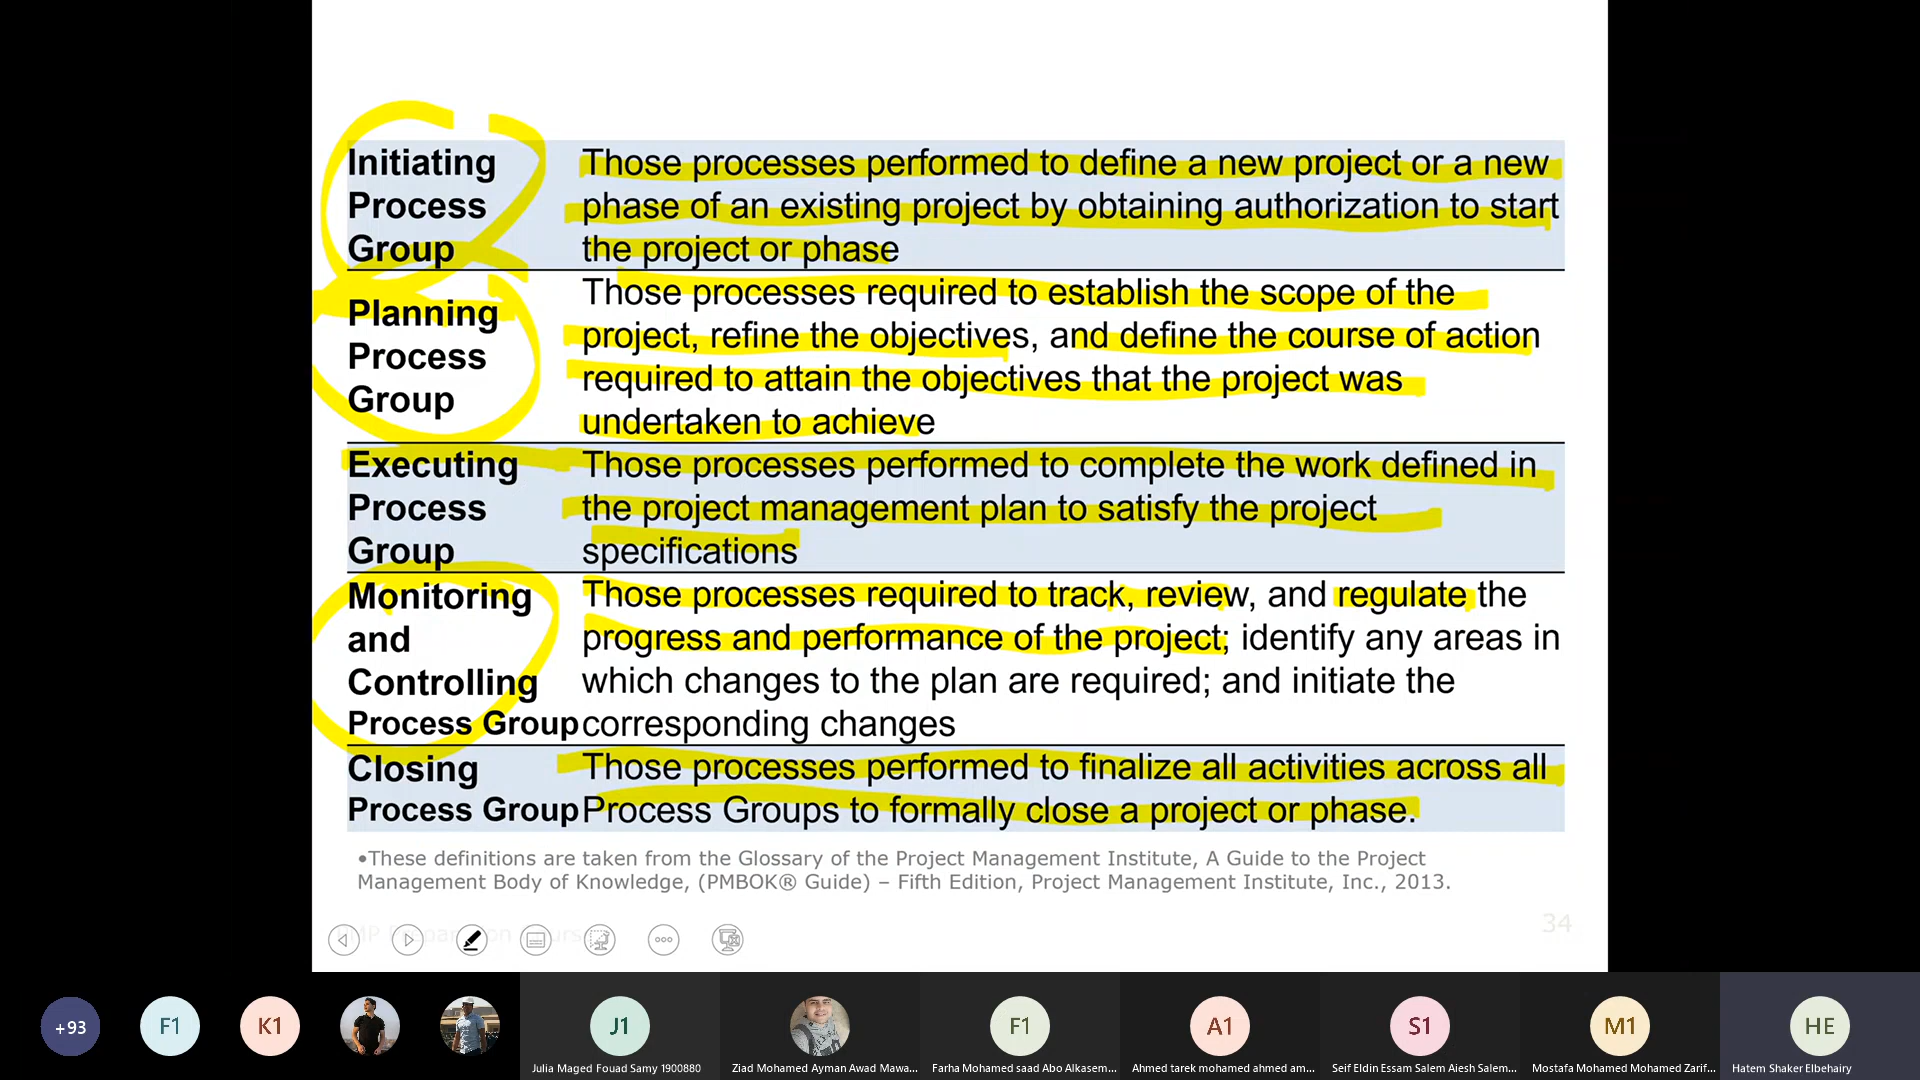 Initiating
Process
Group
Those processes performed to define a new project or a new
phase of an existing project by obtaining authorization to start
the project or phase
Planning
Process
Group
Those processes required to establish the scope of the
project, refine the objectives, and define the course of action
required to attain the objectives that the project was
undertaken to achieve
Executing
Process
Group
Those processes performed to complete the work defined in
the project management plan to satisfy the project
specifications
Monitoring
and
Controlling
Process Group
Those processes required to track, review, and regulate the
progress and performance of the project; identify any areas in
which changes to the plan are required; and initiate the
corresponding changes
Closing
Process Group
Those processes performed to finalize all activities across all
Process Groups to formally close a project or phase.
•These definitions are taken from the Glossary of the Project Management Institute, A Guide to the Project
Management Body of Knowledge, (PMBOK® Guide) – Fifth Edition, Project Management Institute, Inc., 2013.
34
+93
F1
K1
J1
F1
A1
S1
M1
HE
Julia Maged Fouad Samy 1900880
Ziad Mohamed Ayman Awad Mawa...
Farha Mohamed saad Abo Alkasem...
Ahmed tarek mohamed ahmed am...
Seif Eldin Essam Salem Aiesh Salem...
Mostafa Mohamed Mohamed Zarif...
Hatem Shaker Elbehairy